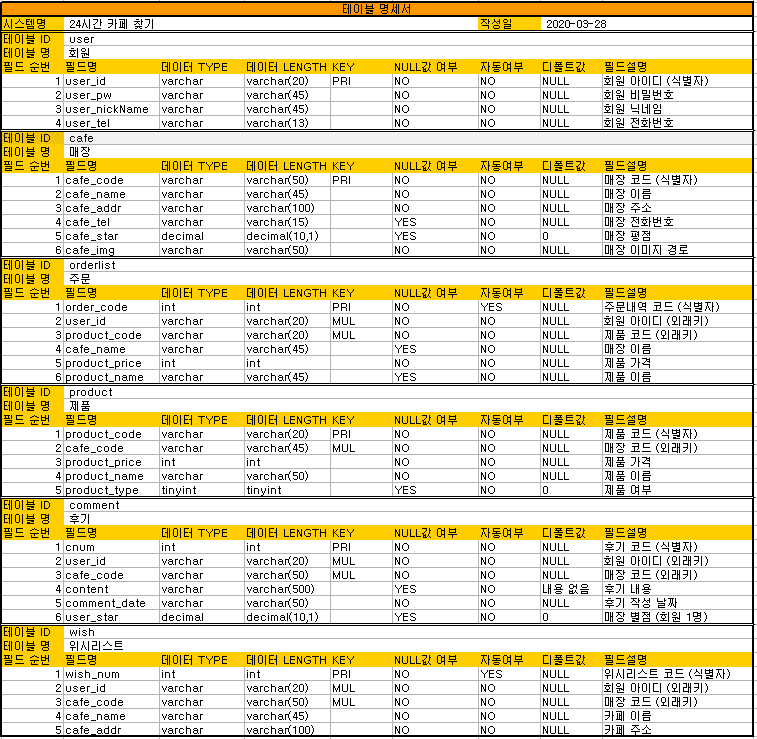 테이블 명세서
시스템명 24시간 카페 찾기 작성일 2020-03-28
테이블 ID user
테이블 명 회원
필드 순번 필드명 데이터 TYPE 데이터 LENGTH KEY NULL값 여부 자동여부 디폴트값 필드설명
1 user_id varchar varchar(20) PRI NO NO NULL 회원 아이디 (식별자)
2 user_pw varchar varchar(45) NO NO NULL 회원 비밀번호
3 user_nickName varchar varchar(45) NO NO NULL 회원 닉네임
4 user_tel varchar varchar(13) NO NO NULL 회원 전화번호
테이블 ID cafe
테이블 명 매장
필드 순번 필드명 데이터 TYPE 데이터 LENGTH KEY NULL값 여부 자동여부 디폴트값 필드설명
1 cafe_code varchar varchar(50) PRI NO NO NULL 매장 코드 (식별자)
2 cafe_name varchar varchar(45) NO NO NULL 매장 이름
3 cafe_addr varchar varchar(100) NO NO NULL 매장 주소
4 cafe_tel varchar varchar(15) YES NO NULL 매장 전화번호
5 cafe_star decimal decimal(10,1) YES NO 0 매장 평점
6 cafe_img varchar varchar(50) NO NO NULL 매장 이미지 경로
테이블 ID orderlist
테이블 명 주문
필드 순번 필드명 데이터 TYPE 데이터 LENGTH KEY NULL값 여부 자동여부 디폴트값 필드설명
1 order_code int int PRI NO YES NULL 주문내역 코드 (식별자)
2 user_id varchar varchar(20) MUL NO NO NULL 회원 아이디 (외래키)
3 product_code varchar varchar(20) MUL NO NO NULL 제품 코드 (외래키)
4 cafe_name varchar varchar(45) YES NO NULL 매장 이름
5 product_price int int NO NO NULL 제품 가격
6 product_name varchar varchar(45) YES NO NULL 제품 이름
테이블 ID product
테이블 명 제품
필드 순번 필드명 데이터 TYPE 데이터 LENGTH KEY NULL값 여부 자동여부 디폴트값 필드설명
1 product_code varchar varchar(20) PRI NO NO NULL 제품 코드 (식별자)
2 cafe_code varchar varchar(45) MUL NO NO NULL 매장 코드 (외래키)
3 product_price int int NO NO NULL 제품 가격
4 product_name varchar varchar(50) NO NO NULL 제품 이름
5 product_type tinyint tinyint YES NO 0 제품 여부
테이블 ID comment
테이블 명 후기
필드 순번 필드명 데이터 TYPE 데이터 LENGTH KEY NULL값 여부 자동여부 디폴트값 필드설명
1 cnum int int PRI NO NO NULL 후기 코드 (식별자)
2 user_id varchar varchar(20) MUL NO NO NULL 회원 아이디 (외래키)
3 cafe_code varchar varchar(50) MUL NO NO NULL 매장 코드 (외래키)
4 content varchar varchar(500) YES NO 내용 없음 후기 내용
5 comment_date varchar varchar(50) NO NO NULL 후기 작성 날짜
6 user_star decimal decimal(10,1) YES NO 0 매장 별점 (회원 1명)
테이블 ID wish
테이블 명 위시리스트
필드 순번 필드명 데이터 TYPE 데이터 LENGTH KEY NULL값 여부 자동여부 디폴트값 필드설명
1 wish_num int int PRI NO YES NULL 위시리스트 코드 (식별자)
2 user_id varchar varchar(20) MUL NO NO NULL 회원 아이디 (외래키)
3 cafe_code varchar varchar(50) MUL NO NO NULL 매장 코드 (외래키)
4 cafe_name varchar varchar(45) NO NO NULL 카페 이름
5 cafe_addr varchar varchar(100) NO NO NULL 카페 주소